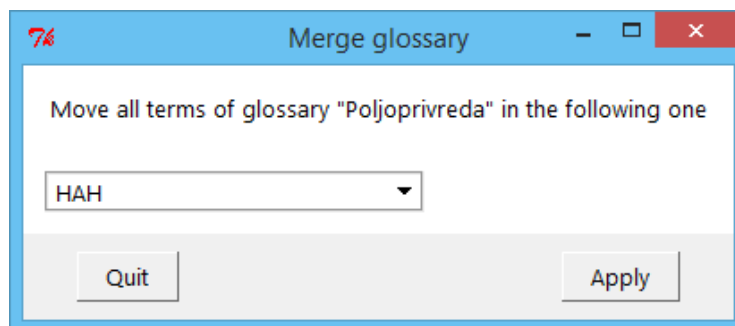 Merge glossary
Move all terms of glossary "Poljoprivreda" in the following one
HAH
Quit
Apply